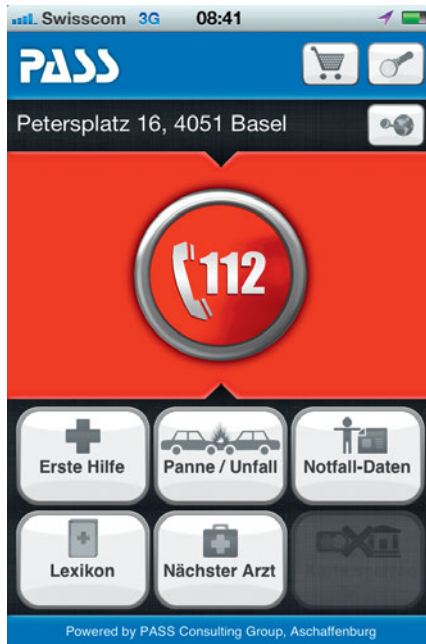 Swisscom 3G 08:41
PASS
Petersplatz 16, 4051 Basel
112
Erste Hilfe
Panne / Unfall
Notfall-Daten
Lexikon
Nächster Arzt
Powered by PASS Consulting Group, Aschaffenburg